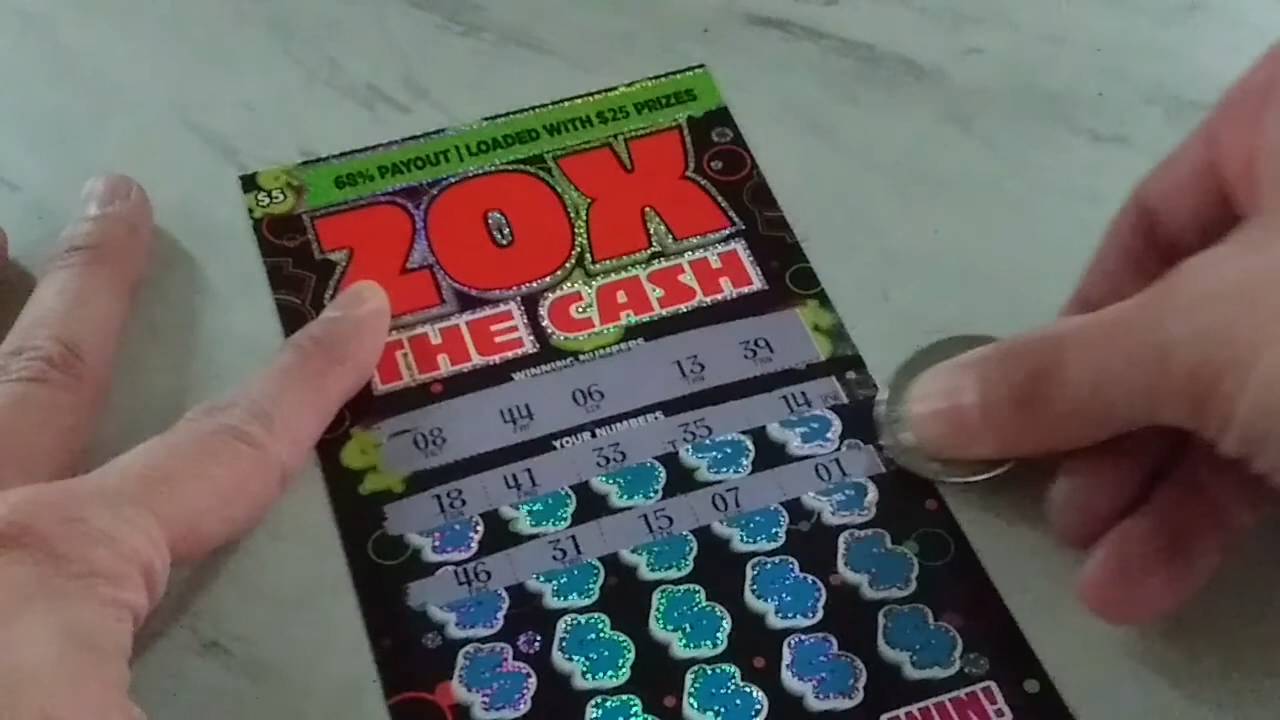 68% PAYOUT | LOADED WITH $25 PRIZES
$5
20X
THE CASH
WINNING NUMBERS
08 44 06 13 39
SIX
YOUR NUMBERS
18 41 33 35 14
46 31 15 07 01
WIN!